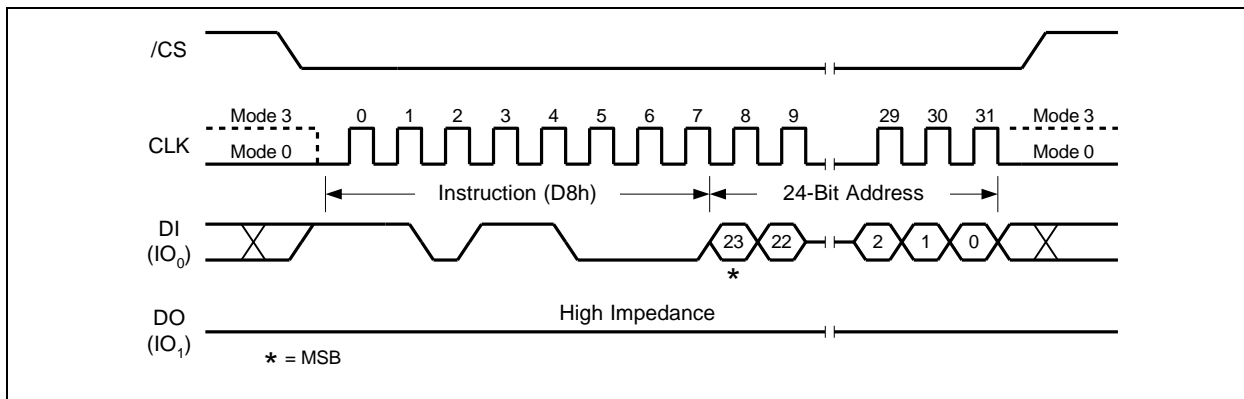 /CS
Mode 3 0 1 2 3 4 5 6 7 8 9 29 30 31 Mode 3
CLK
Mode 0 Mode 0
Instruction (D8h) 24-Bit Address
DI
(IO0)
23 22 2 1 0
*
High Impedance
DO
(IO1)
* = MSB